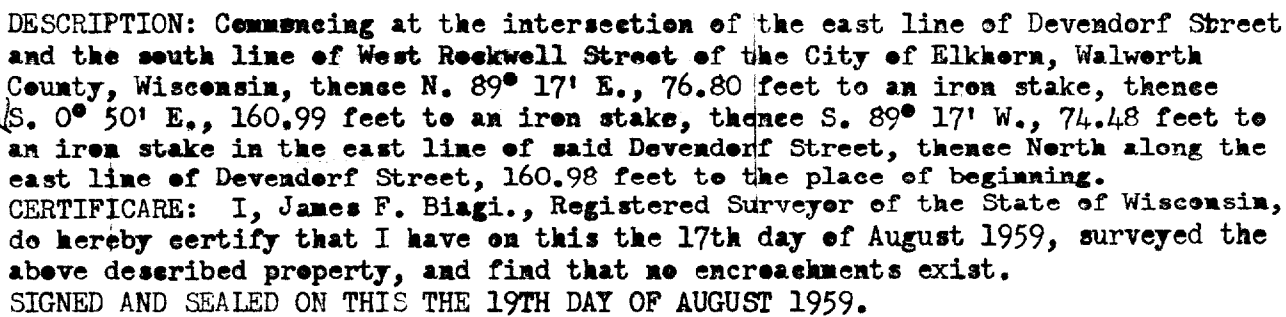 DESCRIPTION: Commencing at the intersection of the east line of Devendorf Street
and the south line of West Rockwell Street of the City of Elkhorn, Walworth
County, Wisconsin, thence N. 89° 17' E., 76.80 feet to an iron stake, thence
S. 0° 50' E., 160.99 feet to an iron stake, thence S. 89° 17' W., 74.48 feet to
an iron stake in the east line of said Devendorf Street, thence North along the
east line of Devendorf Street, 160.98 feet to the place of beginning.
CERTIFICARE: I, James F. Biagi., Registered Surveyor of the State of Wisconsin,
do hereby certify that I have on this the 17th day of August 1959, surveyed the
above described property, and find that no encroachments exist.
SIGNED AND SEALED ON THIS THE 19TH DAY OF AUGUST 1959.